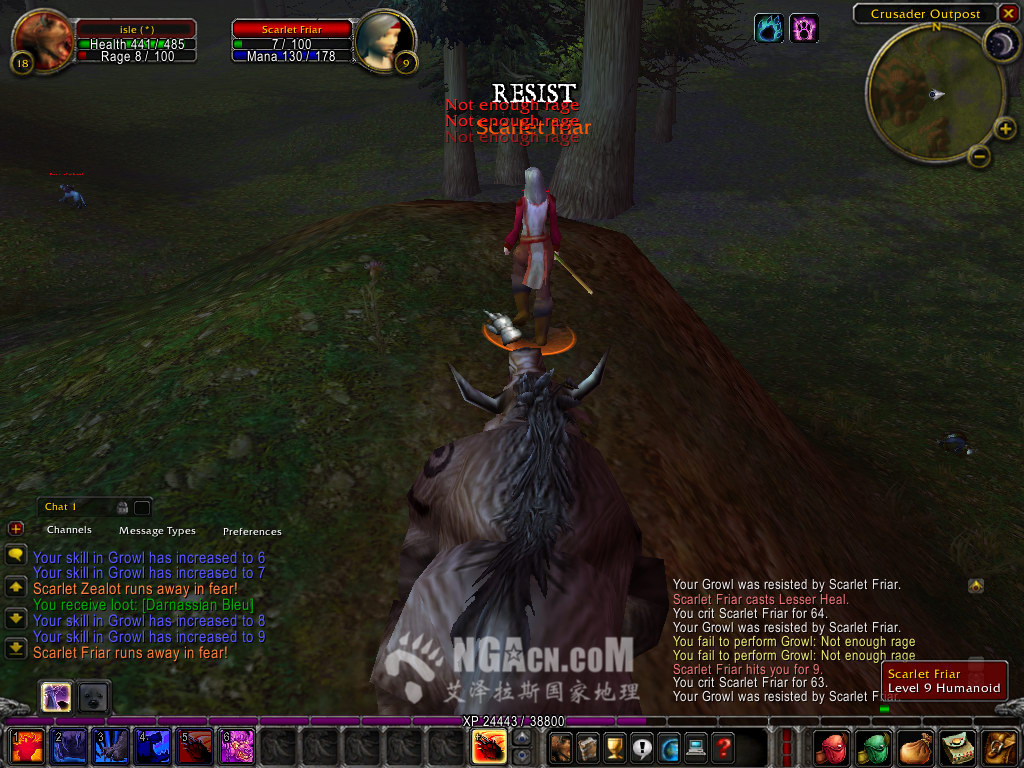 isle (*)
Health 441 / 485
Rage 8 / 100
18
Scarlet Friar
7 / 100
Mana 130 / 178
9
Crusader Outpost
N
RESIST
Not enough rage
Not enough rage
Scarlet Friar
Not enough rage
Chat 1
Channels
Message Types
Preferences
Your skill in Growl has increased to 6
Your skill in Growl has increased to 7
Scarlet Zealot runs away in fear!
You receive loot: [Darnassian Bleu]
Your skill in Growl has increased to 8
Your skill in Growl has increased to 9
Scarlet Friar runs away in fear!
Your Growl was resisted by Scarlet Friar.
Scarlet Friar casts Lesser Heal.
You crit Scarlet Friar for 64.
Your Growl was resisted by Scarlet Friar.
You fail to perform Growl: Not enough rage
You fail to perform Growl: Not enough rage
Scarlet Friar hits you for 9.
You crit Scarlet Friar for 63.
Your Growl was resisted by Scarlet Friar.
Scarlet Friar
Level 9 Humanoid
NGACN.COM
艾泽拉斯国家地理
XP 24443 / 38800
1
2
3
4
5
6